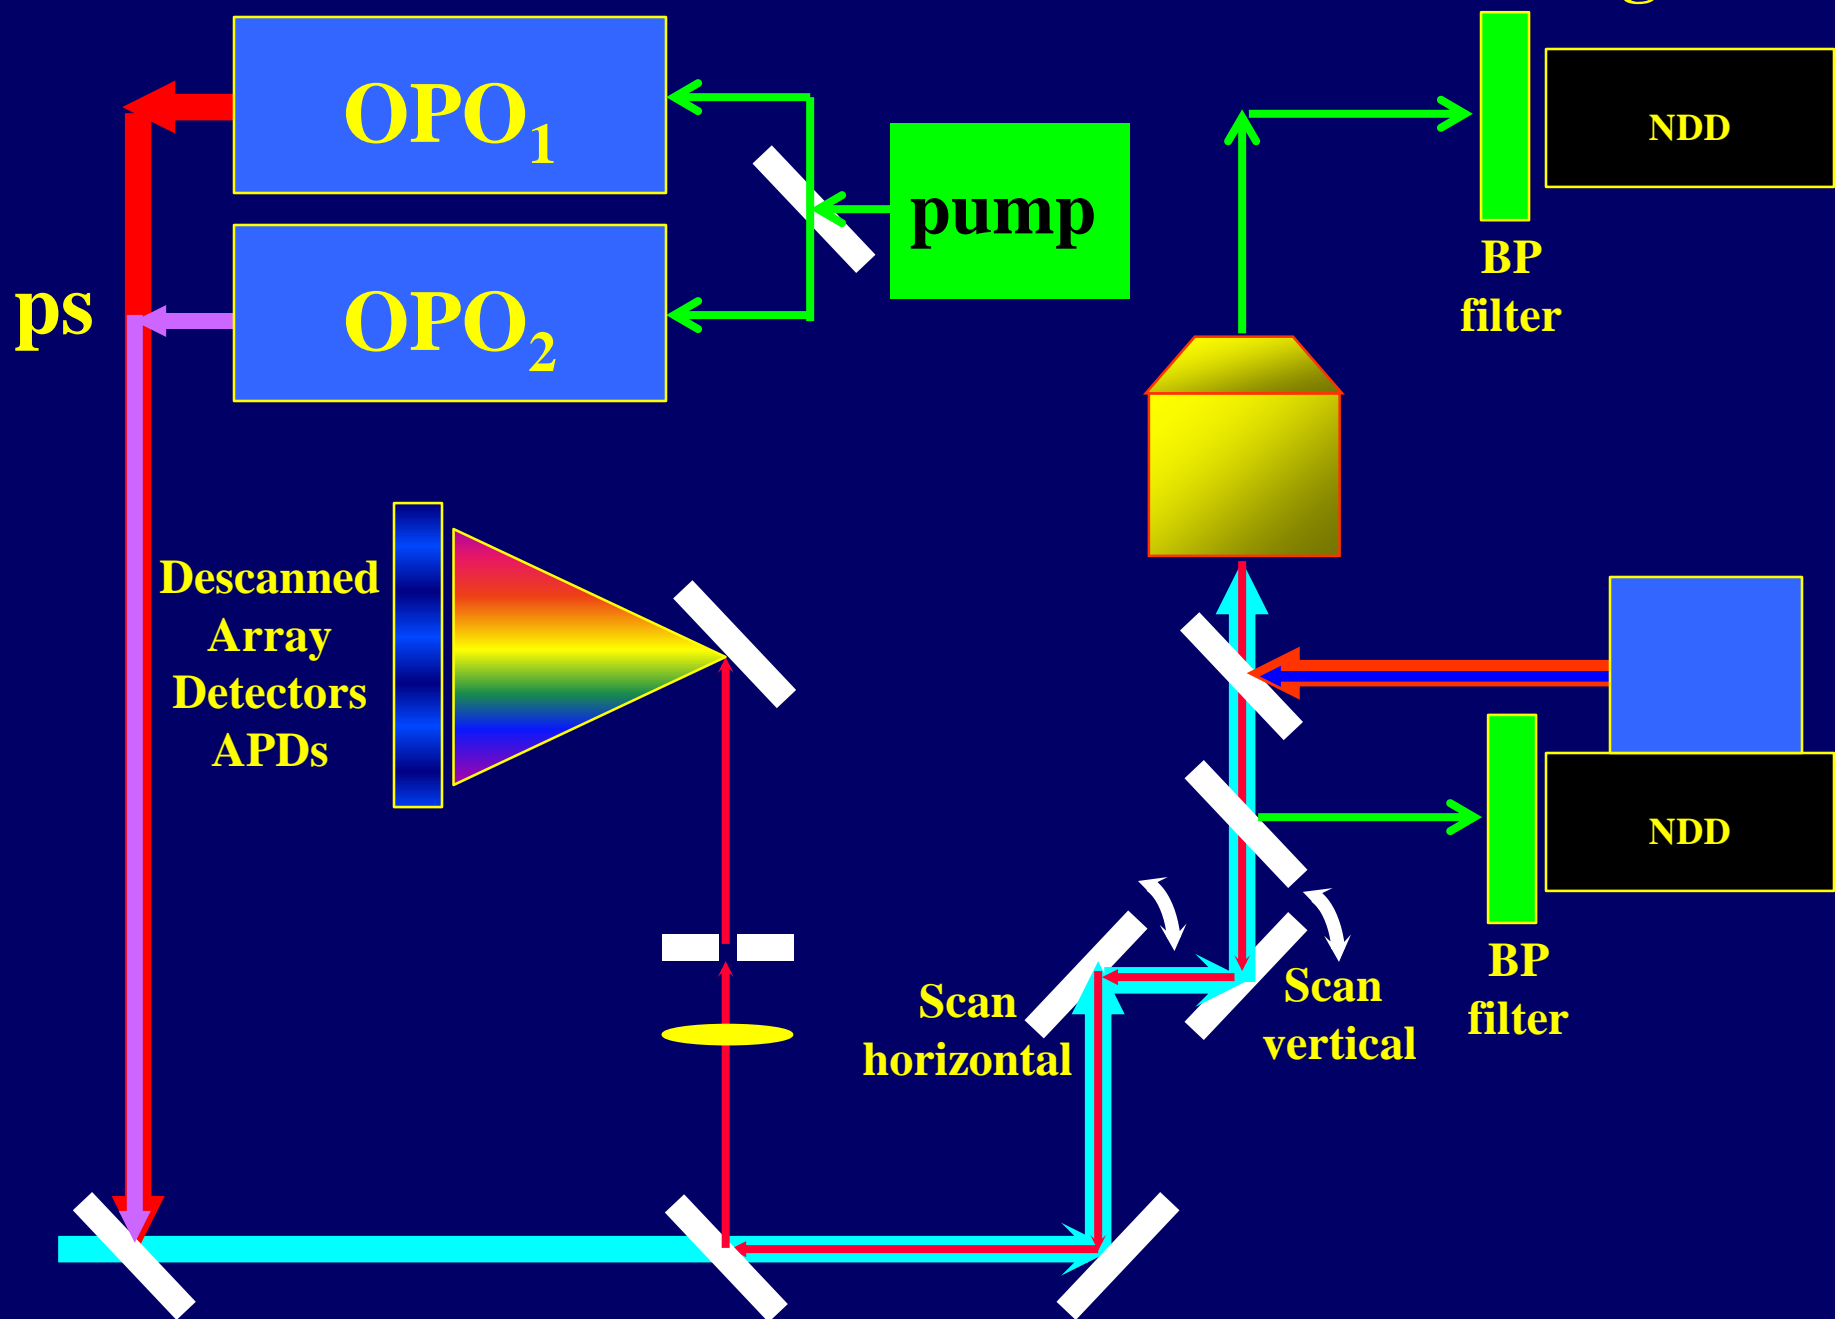 OPO1
pump
NDD
BP
filter
ps
OPO2
Descanned
Array
Detectors
APDs
NDD
BP
filter
Scan
horizontal
Scan
vertical